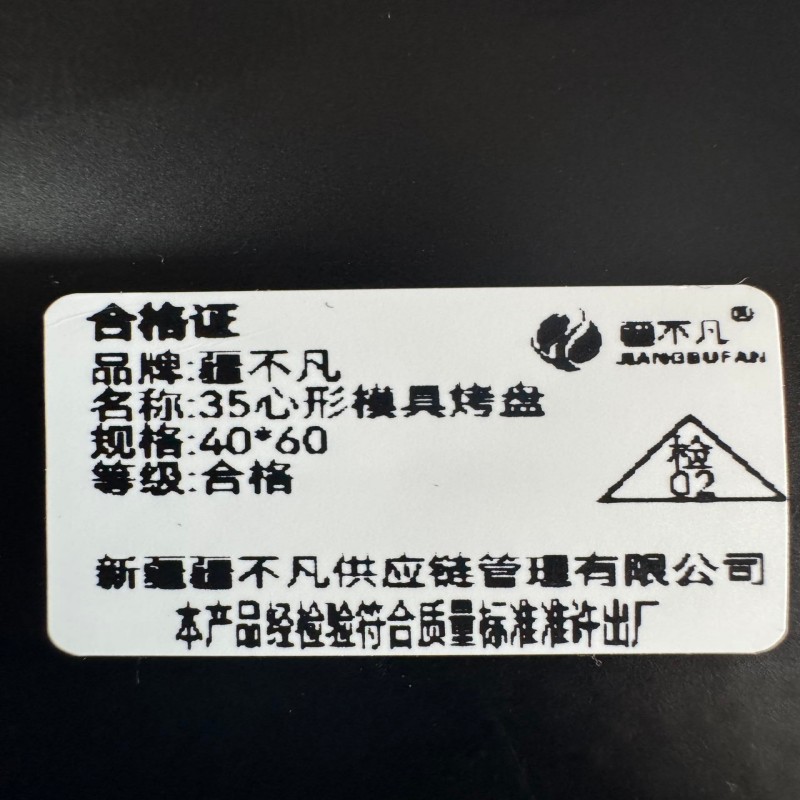 合格证
疆不凡®
JIANGBUFAN
品牌:疆不凡
名称:35心形模具烤盘
规格:40*60
等级:合格
检
02
新疆疆不凡供应链管理有限公司
本产品经检验符合质量标准准许出厂